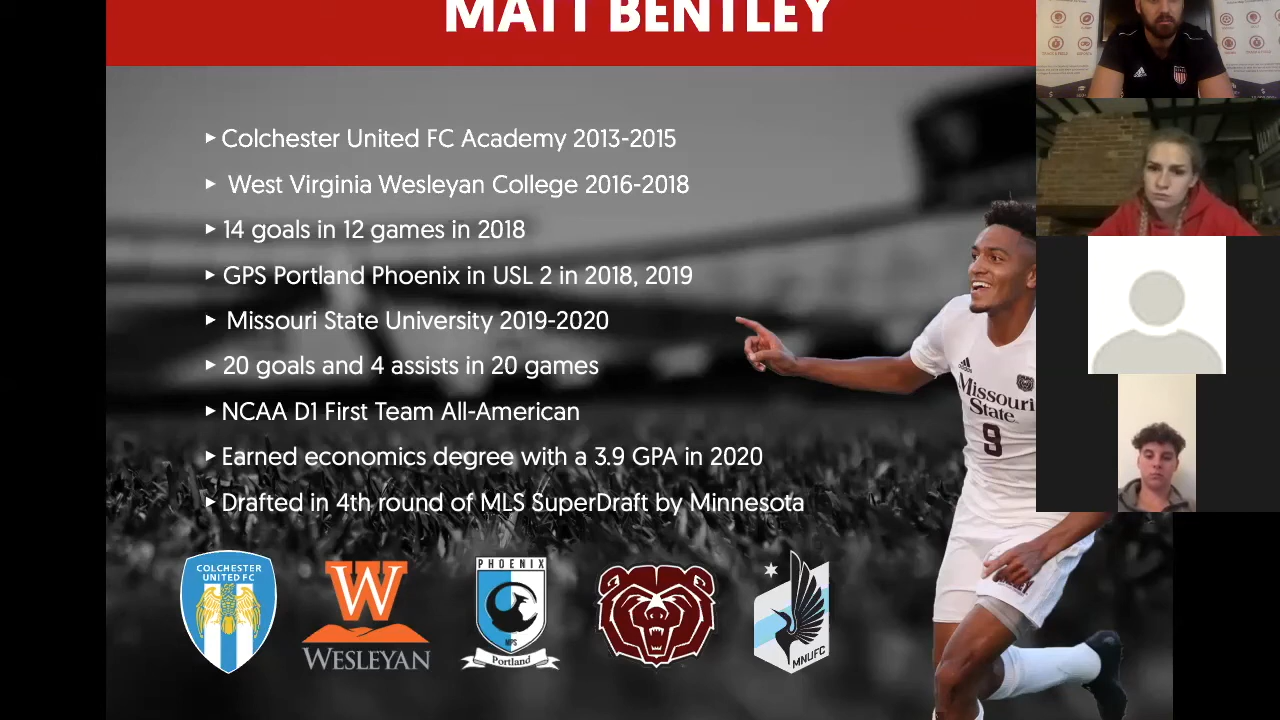 MATT BENTLEY
▸ Colchester United FC Academy 2013-2015
▸ West Virginia Wesleyan College 2016-2018
▸ 14 goals in 12 games in 2018
▸ GPS Portland Phoenix in USL 2 in 2018, 2019
▸ Missouri State University 2019-2020
▸ 20 goals and 4 assists in 20 games
▸ NCAA D1 First Team All-American
▸ Earned economics degree with a 3.9 GPA in 2020
▸ Drafted in 4th round of MLS SuperDraft by Minnesota
Missouri
State
9
COLCHESTER
UNITED FC
W
WESLEYAN
PHOENIX
Portland
MNUFC